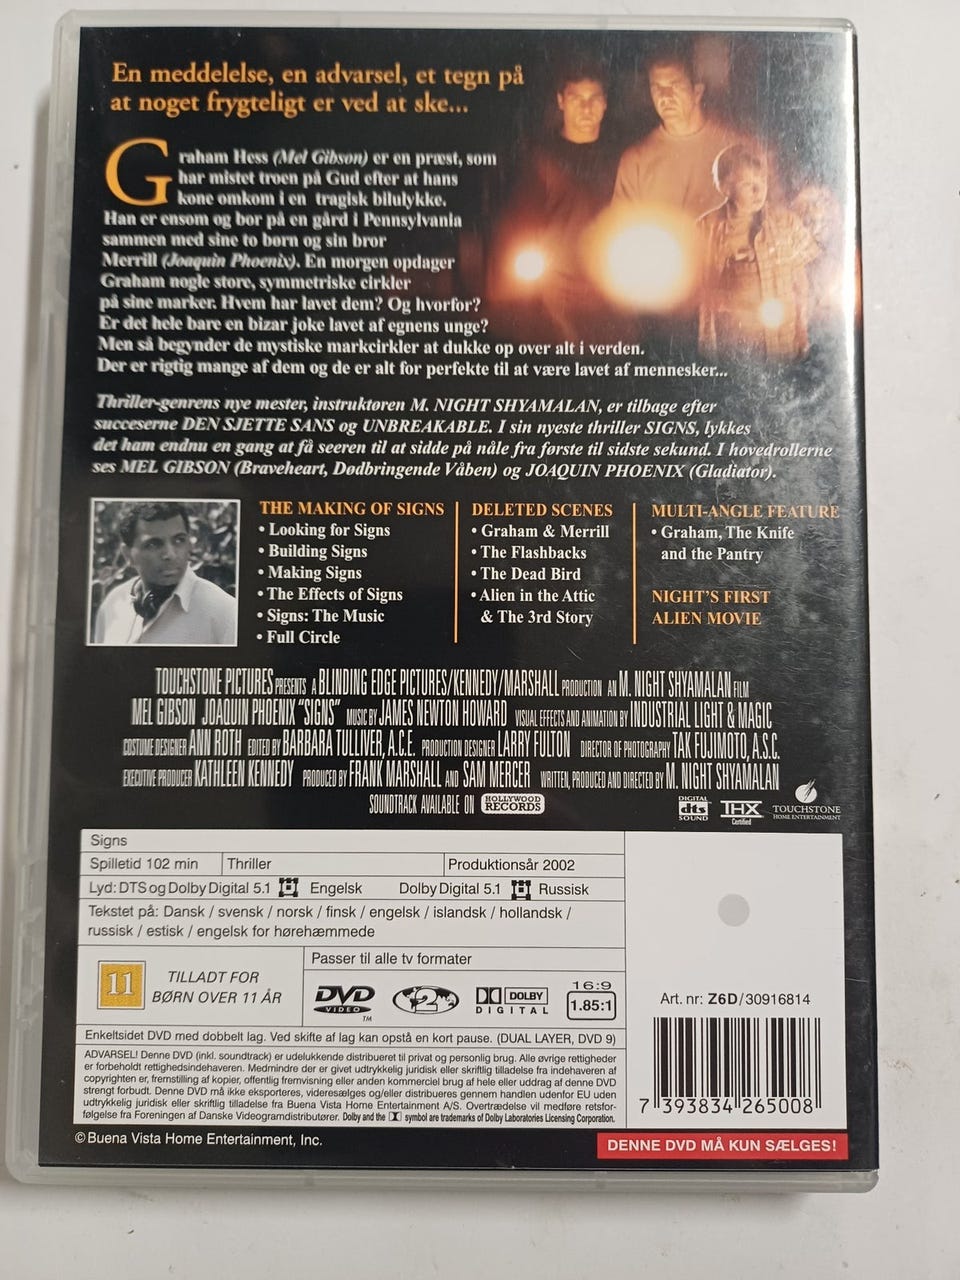 En meddelelse, en advarsel, et tegn på
at noget frygteligt er ved at ske...
Graham Hess (Mel Gibson) er en præst, som
har mistet troen på Gud efter at hans
kone omkom i en tragisk bilulykke.
Han er ensom og bor på en gård i Pennsylvania
sammen med sine to børn og sin bror
Merrill (Joaquin Phoenix). En morgen opdager
Graham nogle store, symmetriske cirkler
på sine marker. Hvem har lavet dem? Og hvorfor?
Er det hele bare en bizar joke lavet af egnens unge?
Men så begynder de mystiske markcirkler at dukke op over alt i verden.
Der er rigtig mange af dem og de er alt for perfekte til at være lavet af mennesker...
Thriller-genrens nye mester, instruktøren M. NIGHT SHYAMALAN, er tilbage efter
succeserne DEN SJETTE SANS og UNBREAKABLE. I sin nyeste thriller SIGNS, lykkes
det ham endnu en gang at få seeren til at sidde på nåle fra første til sidste sekund. I hovedrollerne
ses MEL GIBSON (Braveheart, Dødbringende Våben) og JOAQUIN PHOENIX (Gladiator).
THE MAKING OF SIGNS
• Looking for Signs
• Building Signs
• Making Signs
• The Effects of Signs
• Signs: The Music
• Full Circle
DELETED SCENES
• Graham & Merrill
• The Flashbacks
• The Dead Bird
• Alien in the Attic
& The 3rd Story
MULTI-ANGLE FEATURE
• Graham, The Knife
and the Pantry
NIGHT'S FIRST
ALIEN MOVIE
TOUCHSTONE PICTURES PRESENTS A BLINDING EDGE PICTURES/KENNEDY/MARSHALL PRODUCTION AN M. NIGHT SHYAMALAN FILM
MEL GIBSON JOAQUIN PHOENIX "SIGNS" MUSIC BY JAMES NEWTON HOWARD VISUAL EFFECTS AND ANIMATION BY INDUSTRIAL LIGHT & MAGIC
COSTUME DESIGNER ANN ROTH EDITED BY BARBARA TULLIVER, A.C.E. PRODUCTION DESIGNER LARRY FULTON DIRECTOR OF PHOTOGRAPHY TAK FUJIMOTO, A.S.C.
EXECUTIVE PRODUCER KATHLEEN KENNEDY PRODUCED BY FRANK MARSHALL AND SAM MERCER WRITTEN, PRODUCED AND DIRECTED BY M. NIGHT SHYAMALAN
SOUNDTRACK AVAILABLE ON HOLLYWOOD RECORDS
DIGITAL dts SOUND
THX Certified
TOUCHSTONE
HOME ENTERTAINMENT
Signs
Spilletid 102 min Thriller Produktionsår 2002
Lyd: DTS og Dolby Digital 5.1 Engelsk Dolby Digital 5.1 Russisk
Tekstet på: Dansk / svensk / norsk / finsk / engelsk / islandsk / hollandsk /
russisk / estisk / engelsk for hørehæmmede
11
TILLADT FOR
BØRN OVER 11 ÅR
Passer til alle tv formater
DVD VIDEO TM
2
DOLBY DIGITAL
16:9
1.85:1
Enkeltsidet DVD med dobbelt lag. Ved skifte af lag kan opstå en kort pause. (DUAL LAYER, DVD 9)
ADVARSEL! Denne DVD (inkl. soundtrack) er udelukkende distribueret til privat og personlig brug. Alle øvrige rettigheder
er forbeholdt rettighedsindehaveren. Medmindre der er givet udtrykkelig juridisk eller skriftlig tilladelse fra indehaveren af
copyrighten er, fremstilling af kopier, offentlig fremvisning eller anden kommerciel brug af hele eller uddrag af denne DVD
strengt forbudt. Denne DVD må ikke eksporteres, videresælges og/eller distribueres gennem handlen udenfor EU uden
udtrykkelig juridisk eller skriftlig tilladelse fra Buena Vista Home Entertainment A/S. Overtrædelse vil medføre retsfor-
følgelse fra Foreningen af Danske Videogramdistributører. Dolby and the symbol are trademarks of Dolby Laboratories Licensing Corporation.
Art. nr: Z6D/30916814
7 393834 265008
© Buena Vista Home Entertainment, Inc.
DENNE DVD MÅ KUN SÆLGES!